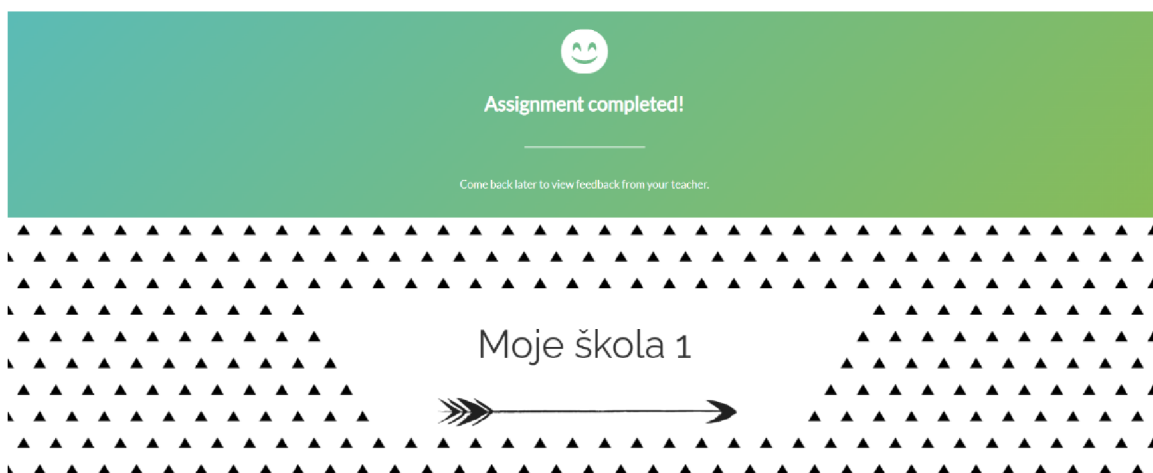 Assignment completed!
Come back later to view feedback from your teacher.
Moje škola 1